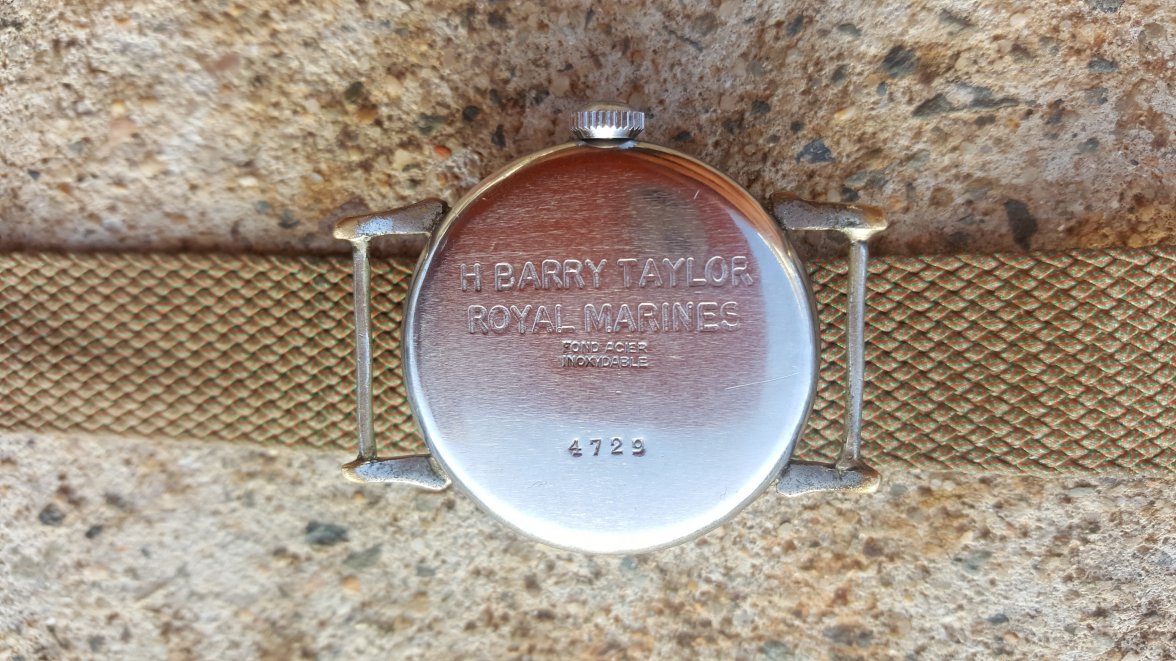 H BARRY TAYLOR
ROYAL MARINES
FOND ACIER
INOXYDABLE
4729